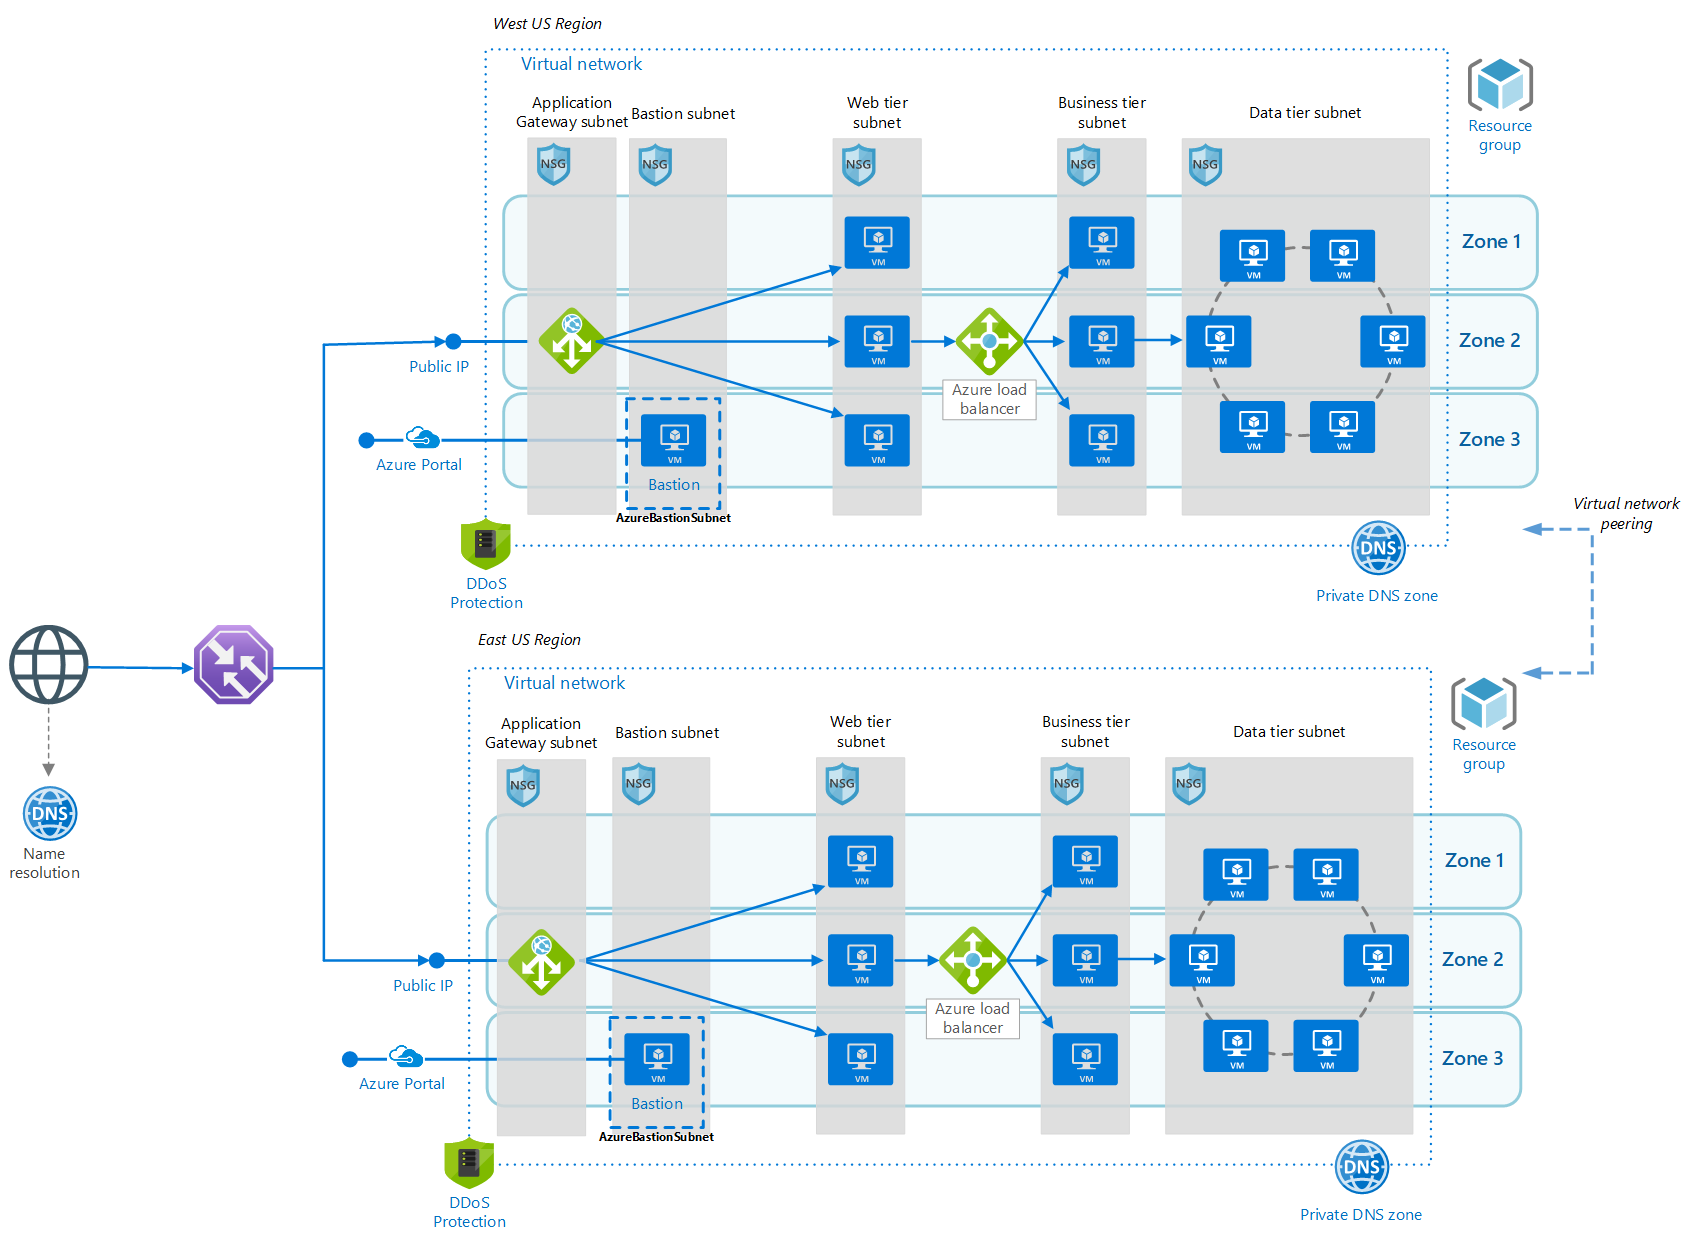 West US Region
Virtual network
Application
Gateway subnet
Bastion subnet
Web tier
subnet
Business tier
subnet
Data tier subnet
Resource
group
NSG
NSG
NSG
NSG
NSG
VM
VM
VM
VM
Zone 1
Public IP
VM
Azure load
balancer
VM
VM
VM
Zone 2
Azure Portal
VM
Bastion
AzureBastionSubnet
VM
VM
VM
VM
Zone 3
Virtual network
peering
DDoS
Protection
DNS
Private DNS zone
East US Region
Virtual network
Application
Gateway subnet
Bastion subnet
Web tier
subnet
Business tier
subnet
Data tier subnet
Resource
group
NSG
NSG
NSG
NSG
NSG
DNS
Name
resolution
VM
VM
VM
VM
Zone 1
Public IP
VM
Azure load
balancer
VM
VM
VM
Zone 2
Azure Portal
VM
Bastion
AzureBastionSubnet
VM
VM
VM
VM
Zone 3
DDoS
Protection
DNS
Private DNS zone